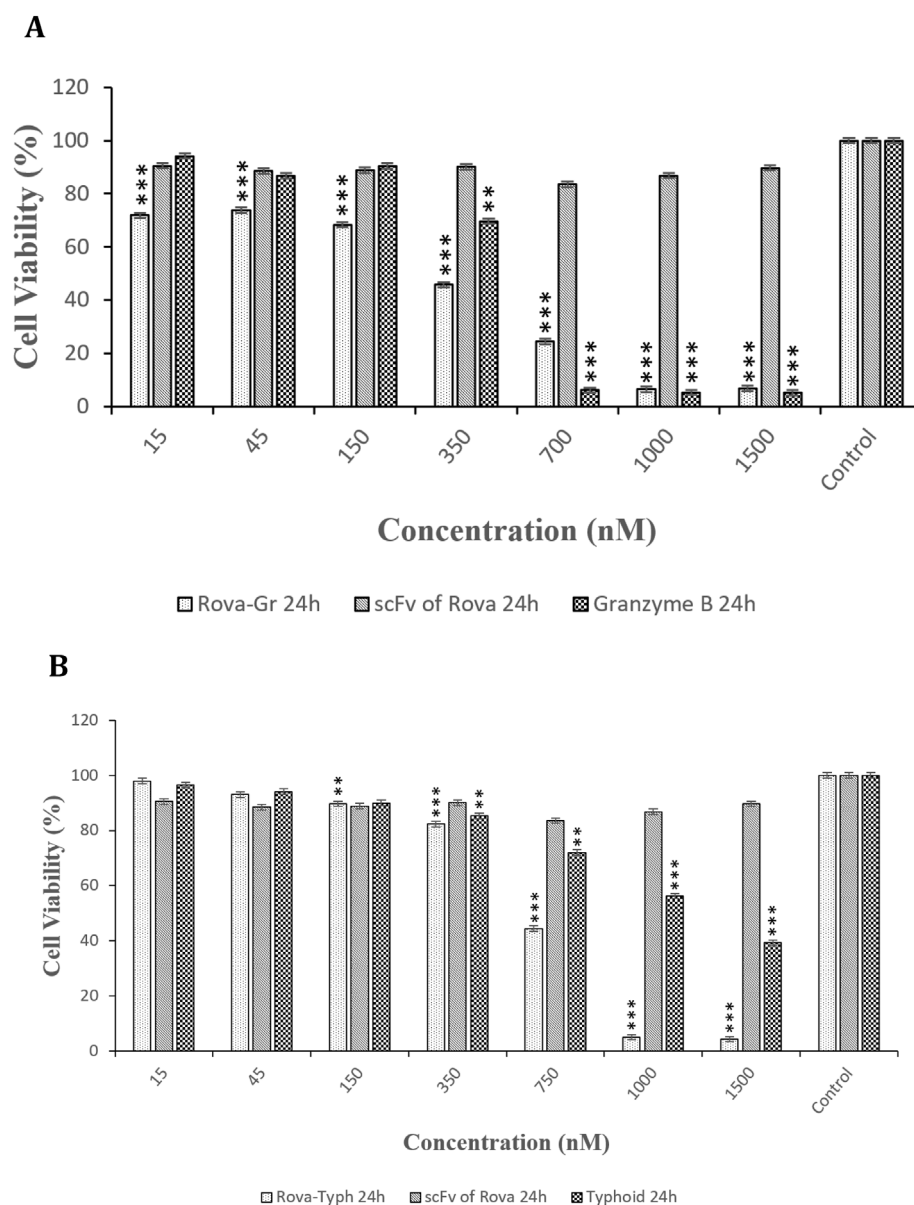 A
120
100
80
60
40
20
0
Cell Viability (%)
*** *** *** *** ** *** *** *** *** *** ***
15 45 150 350 700 1000 1500 Control
Concentration (nM)
Rova-Gr 24h scFv of Rova 24h Granzyme B 24h
B
120
100
80
60
40
20
0
Cell Viability (%)
** *** ** *** ** *** *** *** ***
15 45 150 350 750 1000 1500 Control
Concentration (nM)
Rova-Typh 24h scFv of Rova 24h Typhoid 24h